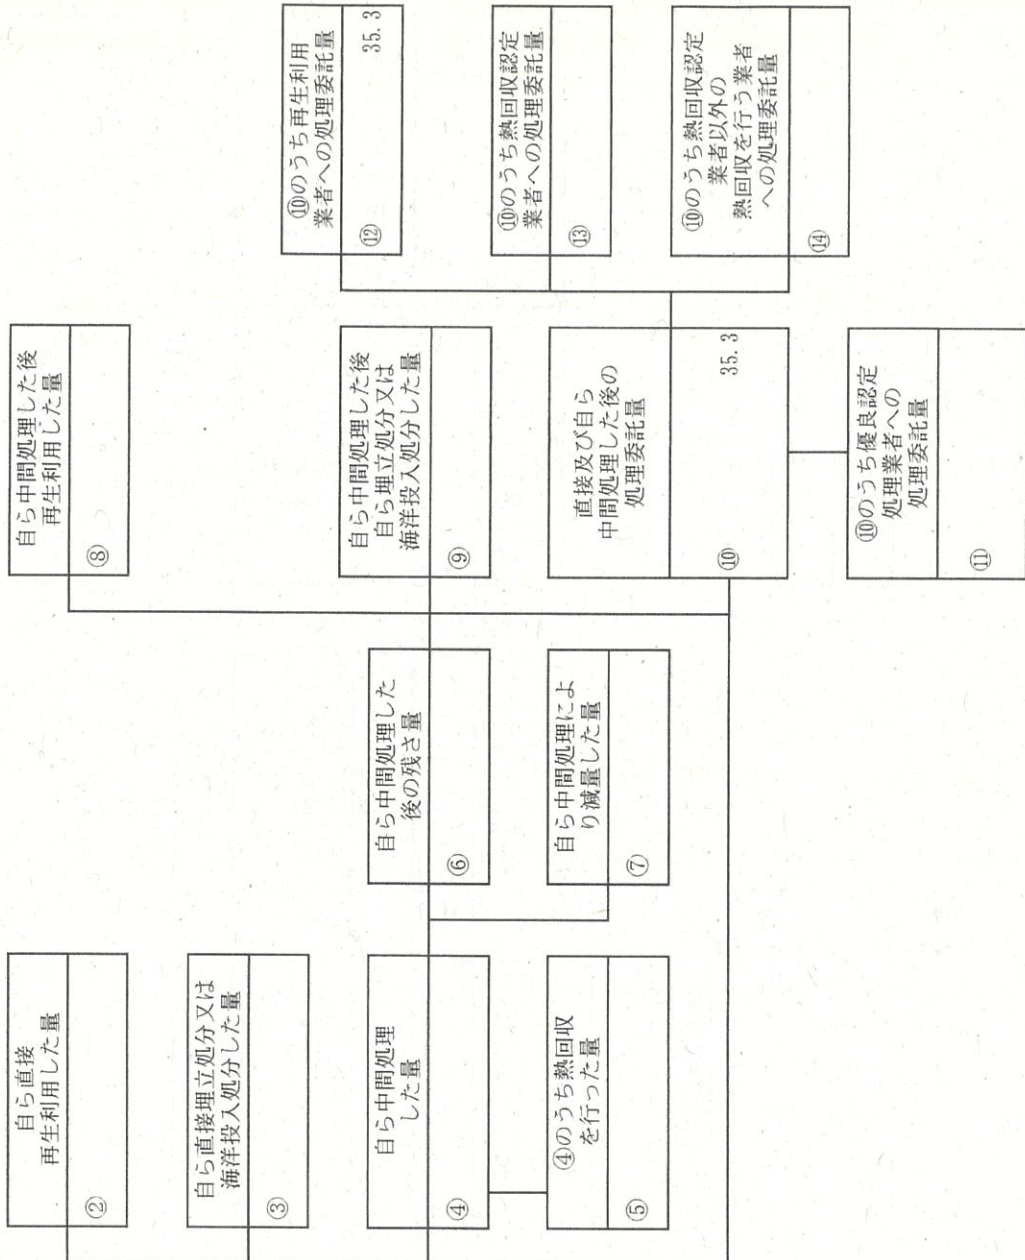 自ら直接
再生利用した量
②
自ら直接埋立処分又は
海洋投入処分した量
③
自ら中間処理
した量
④
④のうち熱回収
を行った量
⑤
自ら中間処理した
後の残さ量
⑥
自ら中間処理によ
り減量した量
⑦
自ら中間処理した後
再生利用した量
⑧
自ら中間処理した後
自ら埋立処分又は
海洋投入処分した量
⑨
直接及び自ら
中間処理した後の
処理委託量
⑩ 35.3
⑩のうち優良認定
処理業者への
処理委託量
⑪
⑩のうち再生利用
業者への処理委託量
⑫ 35.3
⑩のうち熱回収認定
業者への処理委託量
⑬
⑩のうち熱回収認定
業者以外の
熱回収を行う業者
への処理委託量
⑭